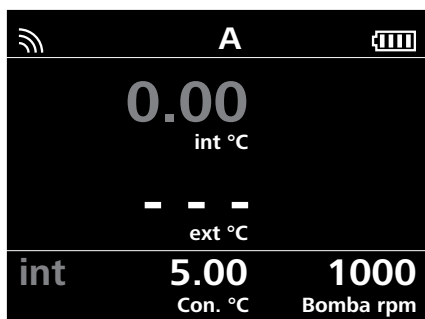 A
0.00
int °C
- - -
ext °C
int 5.00 1000
Con. °C Bomba rpm